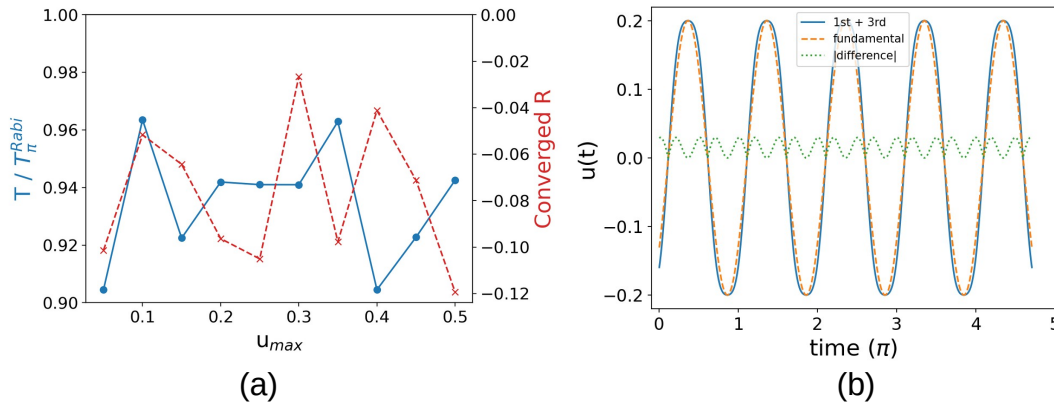 1.00
0.98
0.96
0.94
0.92
0.90
T / T_π^{Rabi}
0.00
−0.02
−0.04
−0.06
−0.08
−0.10
−0.12
Converged R
0.1 0.2 0.3 0.4 0.5
u_{max}
(a)
0.2
0.1
0.0
−0.1
−0.2
u(t)
1st + 3rd
fundamental
|difference|
0 1 2 3 4 5
time (π)
(b)